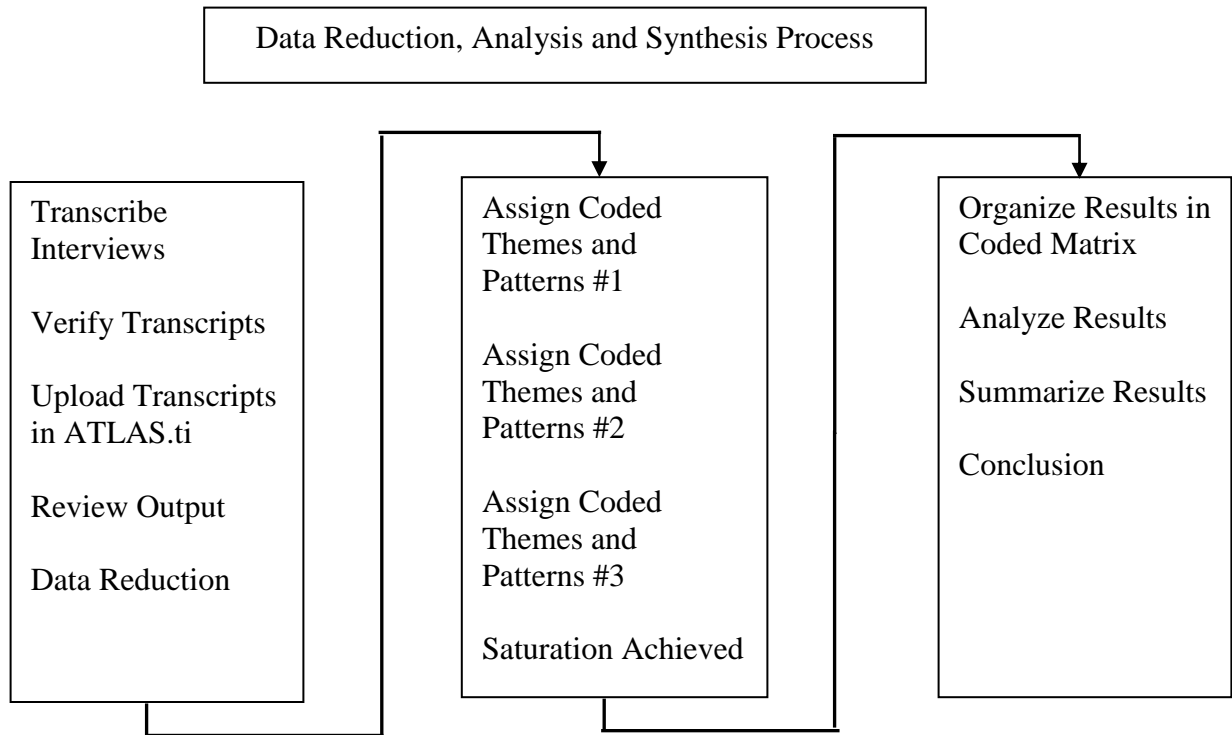 Data Reduction, Analysis and Synthesis Process
Transcribe
Interviews
Verify Transcripts
Upload Transcripts
in ATLAS.ti
Review Output
Data Reduction
Assign Coded
Themes and
Patterns #1
Assign Coded
Themes and
Patterns #2
Assign Coded
Themes and
Patterns #3
Saturation Achieved
Organize Results in
Coded Matrix
Analyze Results
Summarize Results
Conclusion